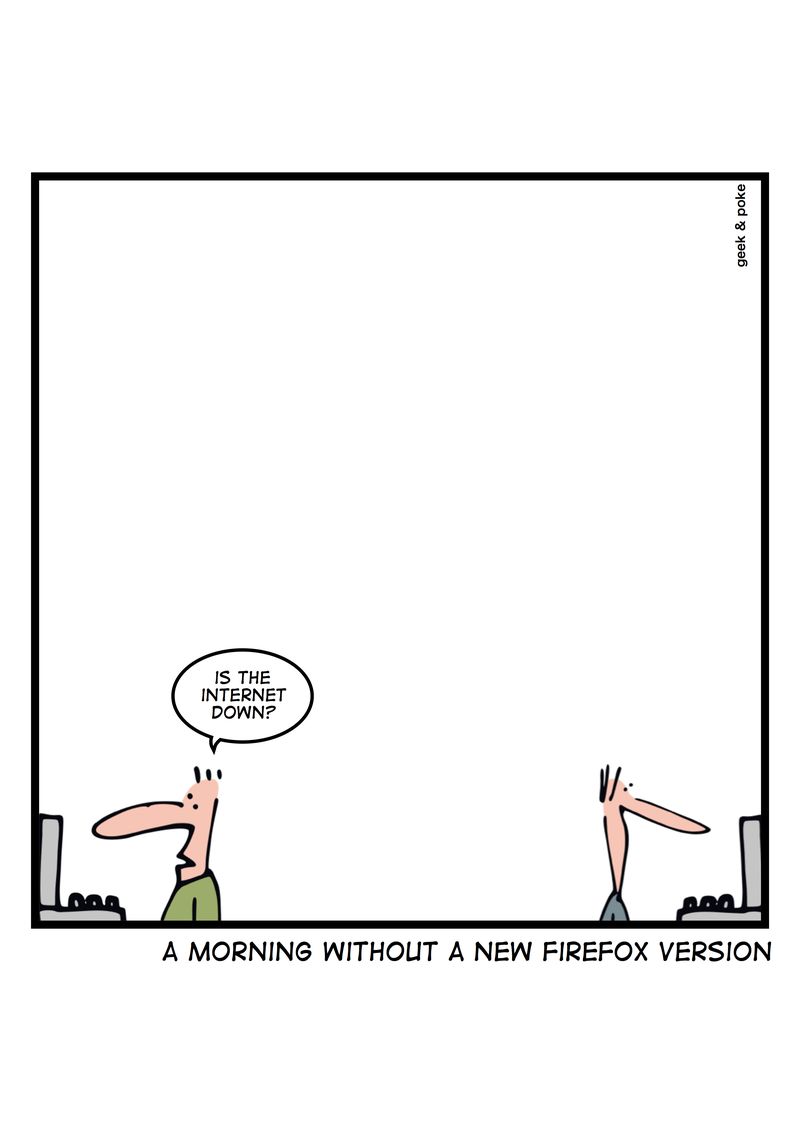 geek & poke
IS THE
INTERNET
DOWN?
A MORNING WITHOUT A NEW FIREFOX VERSION